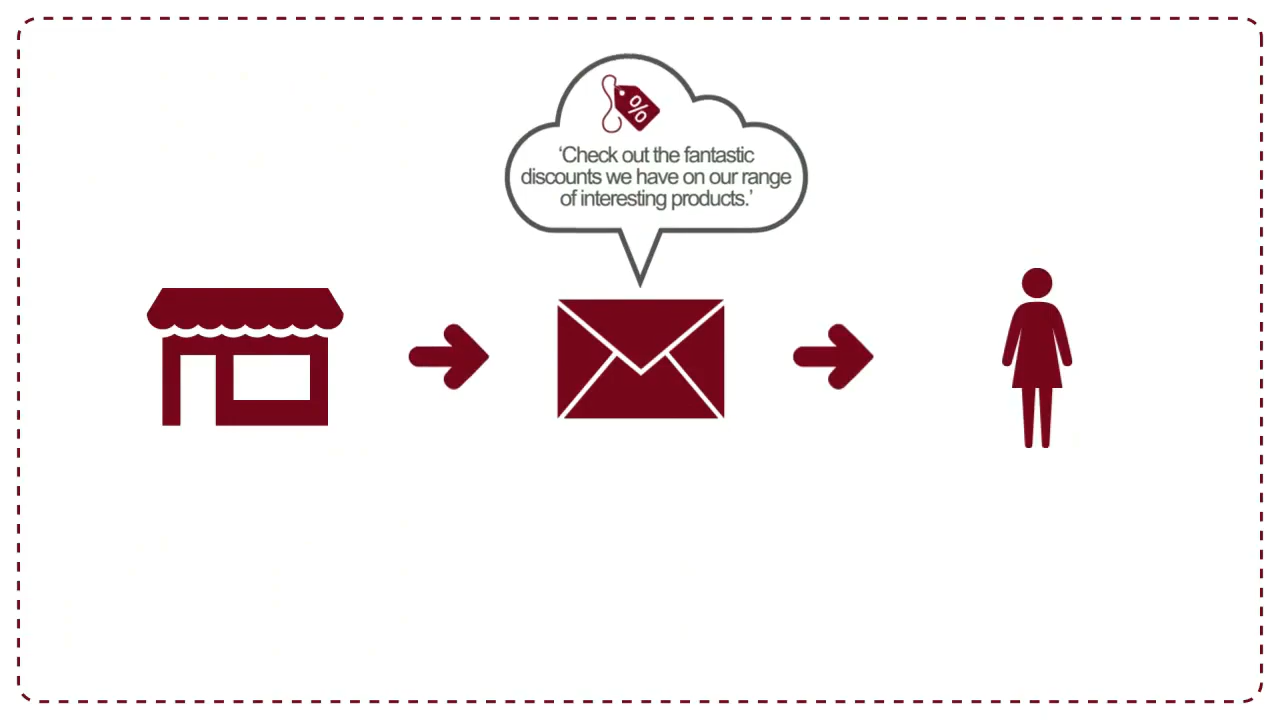 %
‘Check out the fantastic
discounts we have on our range
of interesting products.’